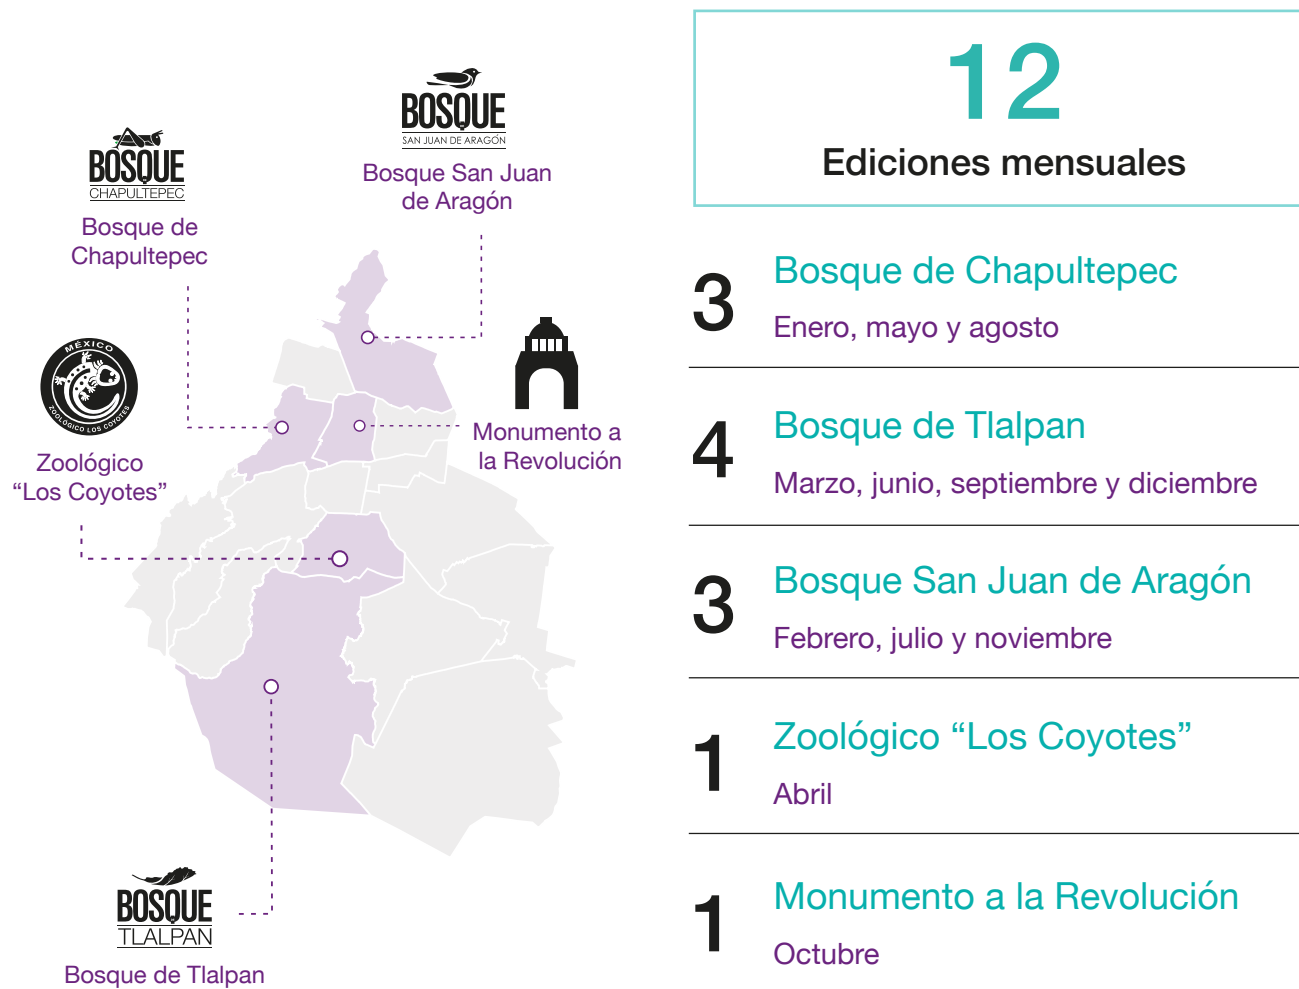 BOSQUE
SAN JUAN DE ARAGÓN
Bosque San Juan
de Aragón
BOSQUE
CHAPULTEPEC
Bosque de
Chapultepec
MÉXICO
ZOOLÓGICO LOS COYOTES
Zoológico
“Los Coyotes”
Monumento a
la Revolución
BOSQUE
TLALPAN
Bosque de Tlalpan
12
Ediciones mensuales
3
Bosque de Chapultepec
Enero, mayo y agosto
4
Bosque de Tlalpan
Marzo, junio, septiembre y diciembre
3
Bosque San Juan de Aragón
Febrero, julio y noviembre
1
Zoológico “Los Coyotes”
Abril
1
Monumento a la Revolución
Octubre